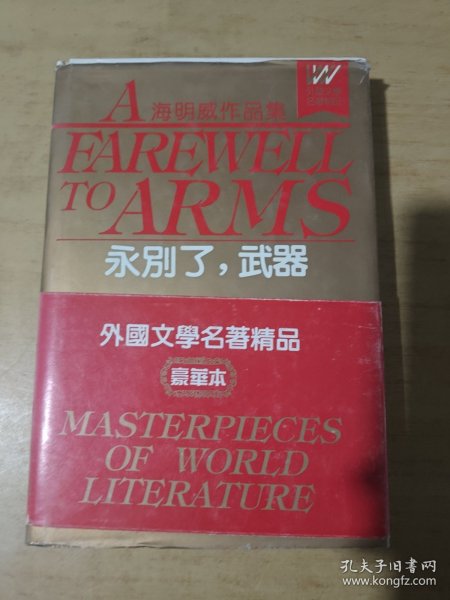 A 海明威作品集
FAREWELL
TO ARMS
永別了，武器
W
外國文學名著精品
豪華本
MASTERPIECES
OF WORLD
LITERATURE
孔夫子旧书网
www.kongfz.com